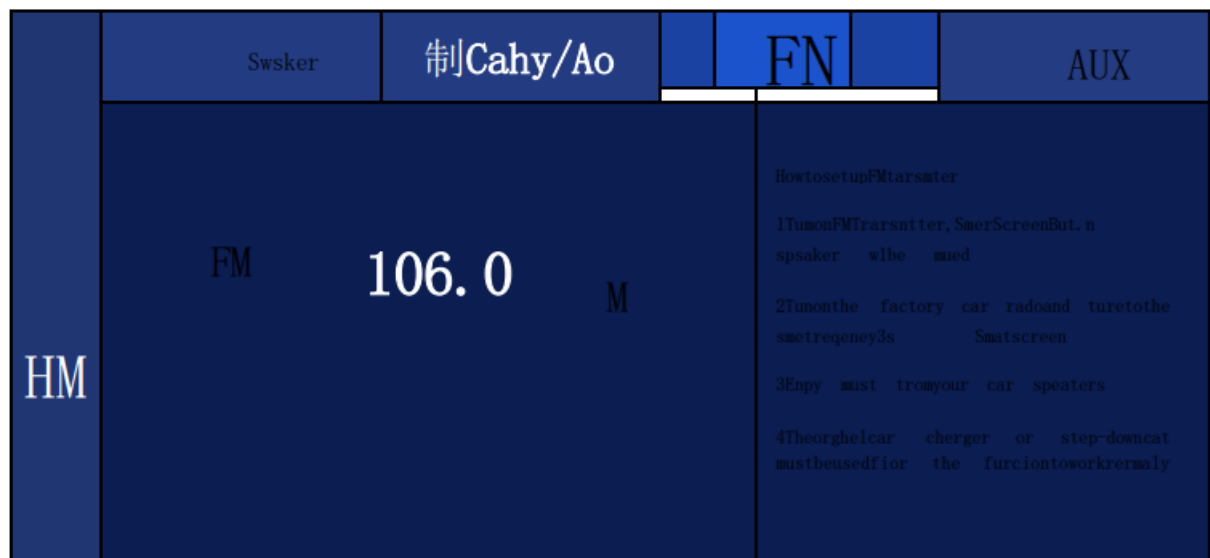 Swsker
制Cahy/Ao
FN
AUX
HM
FM
106.0
M
HowtosetupFMtarsmter
1TumonFMTrarsntter,SmerScreenBut.n
spsaker wlbe mued
2Tumonthe factory car radoand turetothe
smetreqeney3s Smatscreen
3Enpy must tromyour car speaters
4Theorghelcar cherger or step-downcat
mustbeusedfior the furciontoworkrermaly